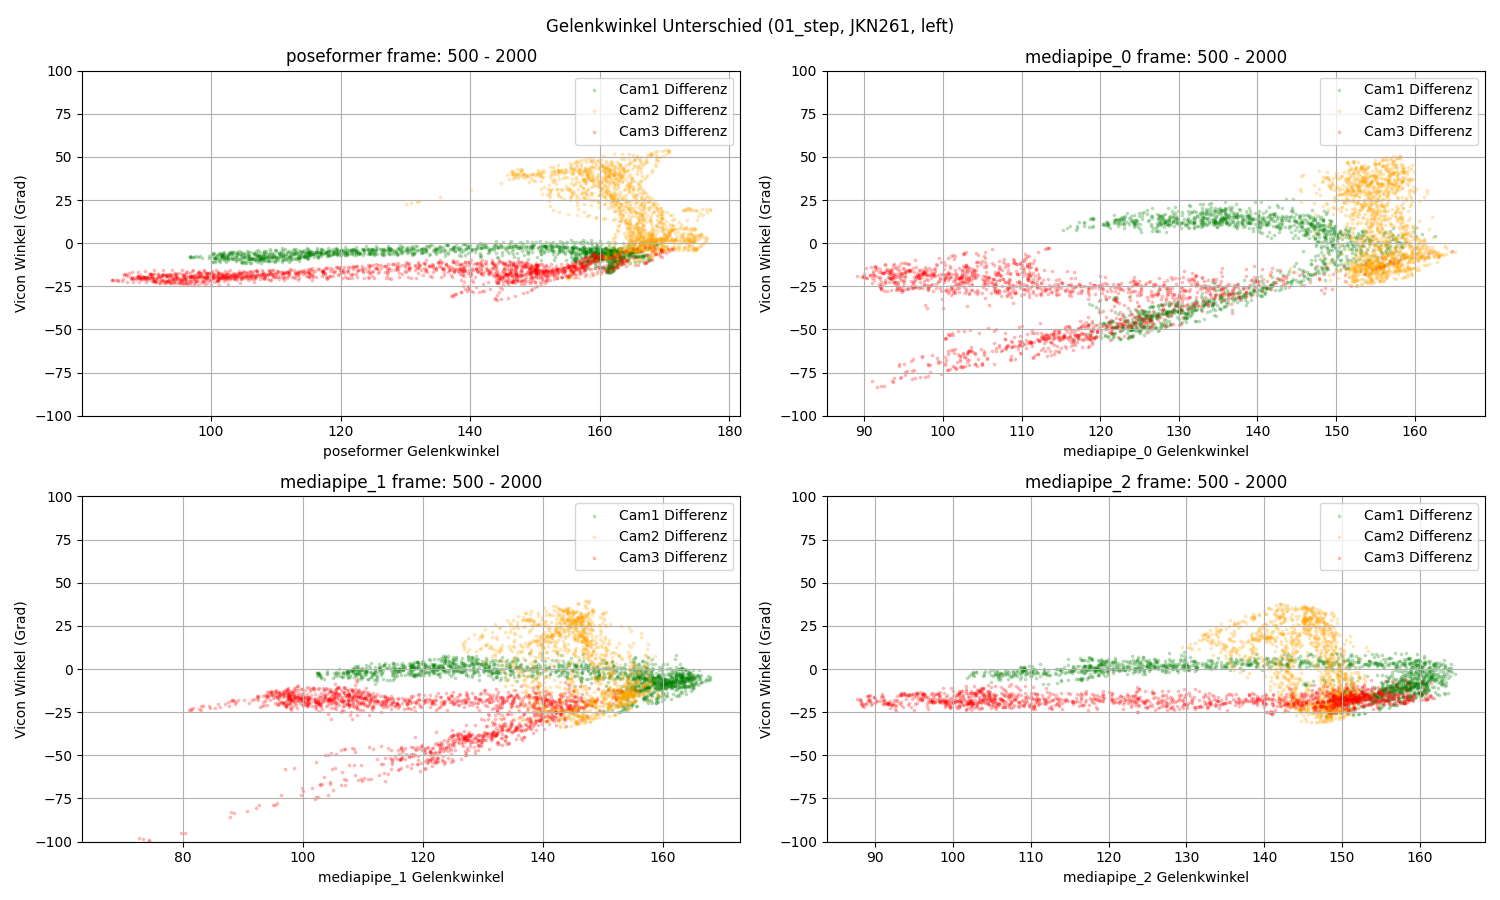 Gelenkwinkel Unterschied (01_step, JKN261, left)
poseformer frame: 500 - 2000
100
75
50
25
0
−25
−50
−75
−100
Vicon Winkel (Grad)
Cam1 Differenz
Cam2 Differenz
Cam3 Differenz
100 120 140 160 180
poseformer Gelenkwinkel
mediapipe_0 frame: 500 - 2000
100
75
50
25
0
−25
−50
−75
−100
Vicon Winkel (Grad)
Cam1 Differenz
Cam2 Differenz
Cam3 Differenz
90 100 110 120 130 140 150 160
mediapipe_0 Gelenkwinkel
mediapipe_1 frame: 500 - 2000
100
75
50
25
0
−25
−50
−75
−100
Vicon Winkel (Grad)
Cam1 Differenz
Cam2 Differenz
Cam3 Differenz
80 100 120 140 160
mediapipe_1 Gelenkwinkel
mediapipe_2 frame: 500 - 2000
100
75
50
25
0
−25
−50
−75
−100
Vicon Winkel (Grad)
Cam1 Differenz
Cam2 Differenz
Cam3 Differenz
90 100 110 120 130 140 150 160
mediapipe_2 Gelenkwinkel